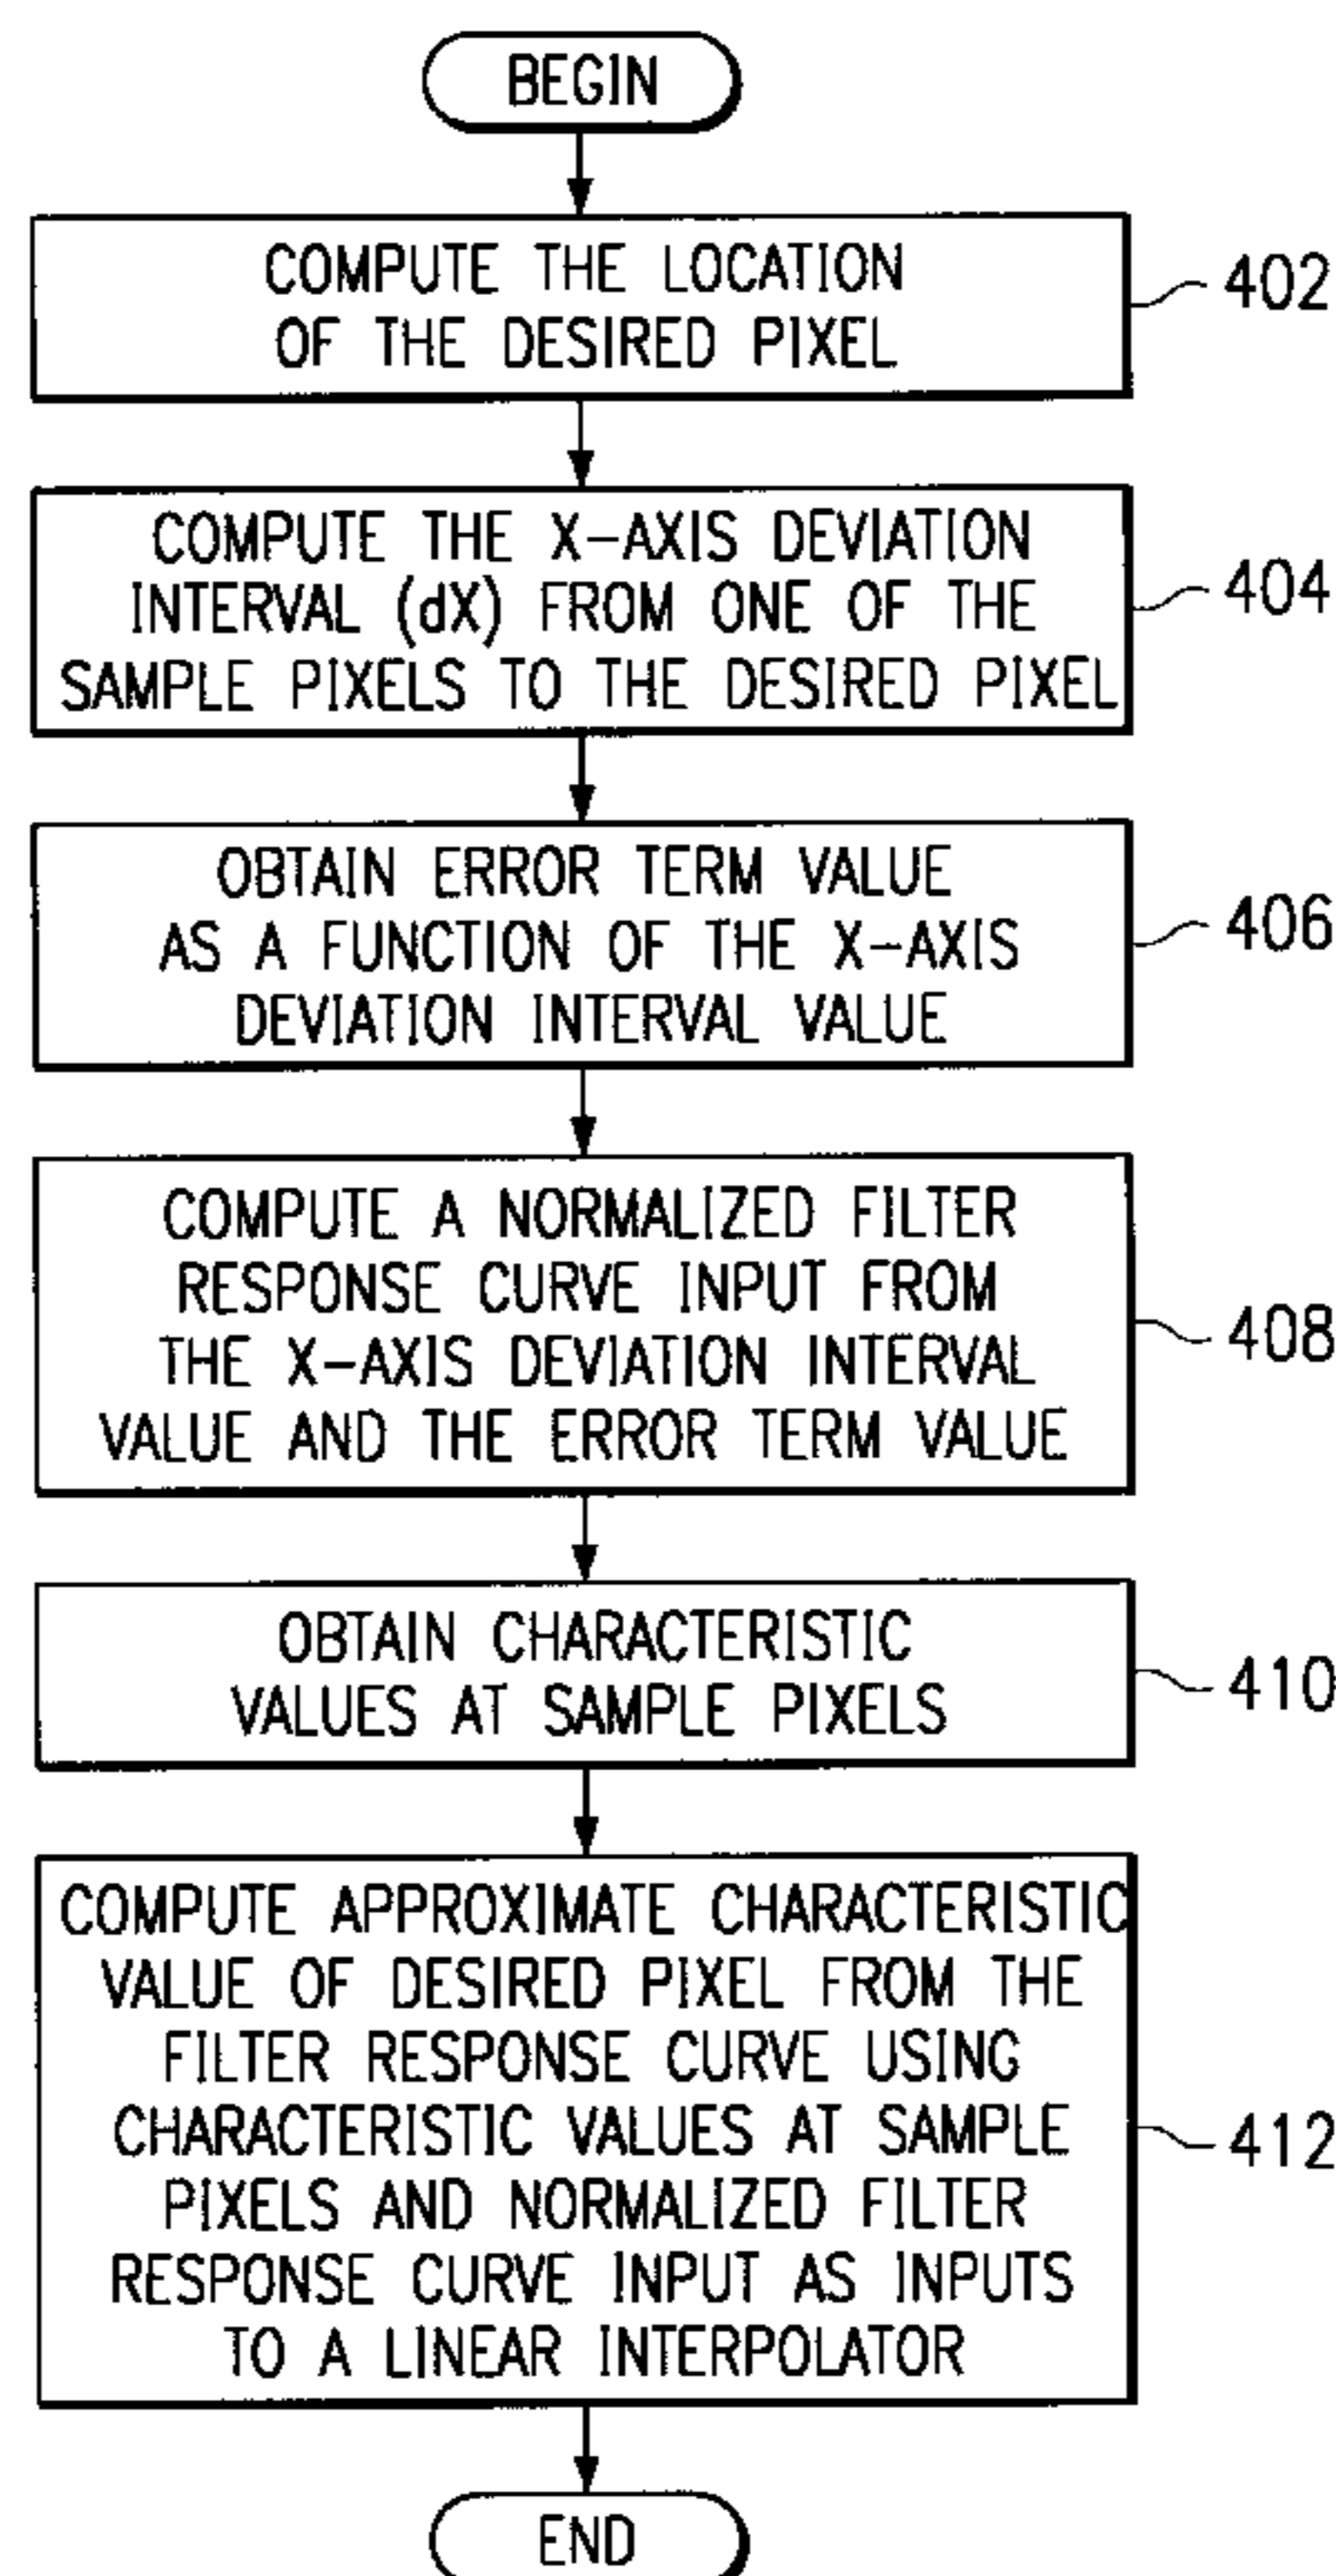 BEGIN
COMPUTE THE LOCATION
OF THE DESIRED PIXEL
402
COMPUTE THE X-AXIS DEVIATION
INTERVAL (dX) FROM ONE OF THE
SAMPLE PIXELS TO THE DESIRED PIXEL
404
OBTAIN ERROR TERM VALUE
AS A FUNCTION OF THE X-AXIS
DEVIATION INTERVAL VALUE
406
COMPUTE A NORMALIZED FILTER
RESPONSE CURVE INPUT FROM
THE X-AXIS DEVIATION INTERVAL
VALUE AND THE ERROR TERM VALUE
408
OBTAIN CHARACTERISTIC
VALUES AT SAMPLE PIXELS
410
COMPUTE APPROXIMATE CHARACTERISTIC
VALUE OF DESIRED PIXEL FROM THE
FILTER RESPONSE CURVE USING
CHARACTERISTIC VALUES AT SAMPLE
PIXELS AND NORMALIZED FILTER
RESPONSE CURVE INPUT AS INPUTS
TO A LINEAR INTERPOLATOR
412
END